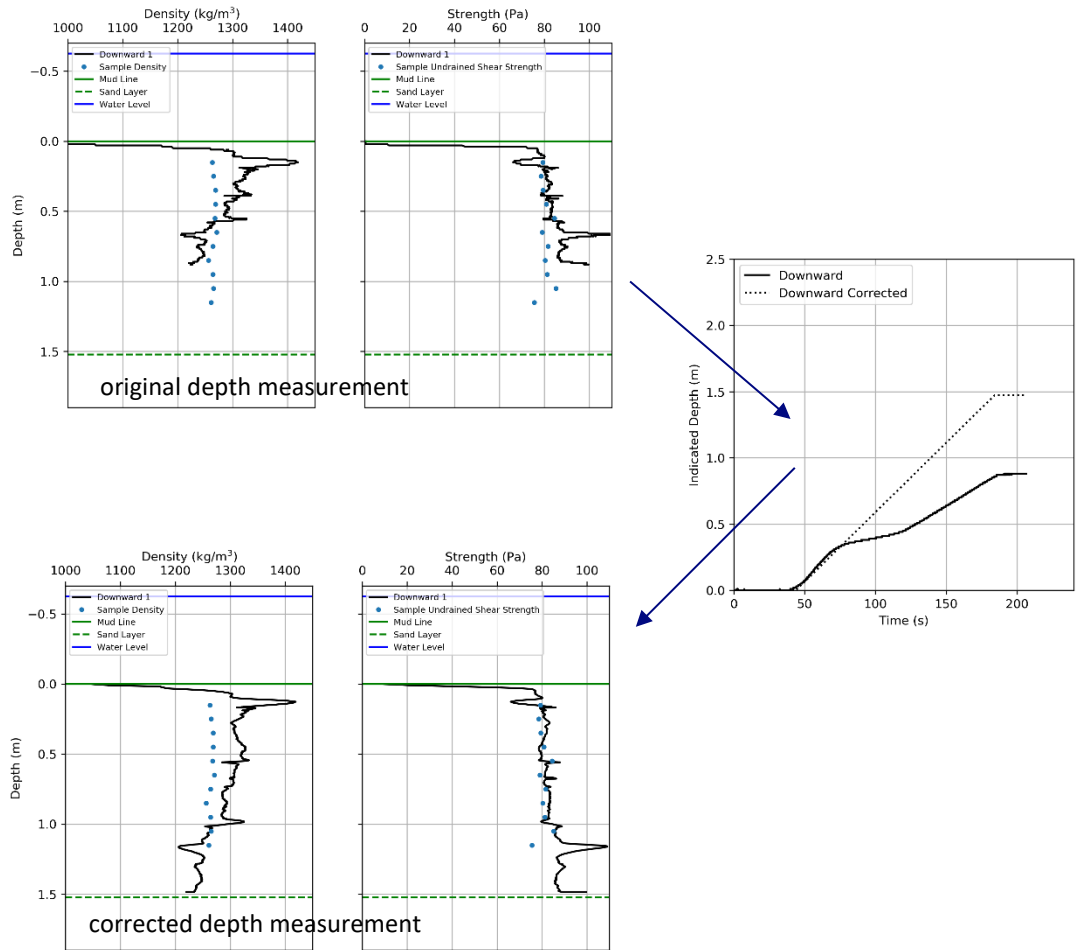 Density (kg/m³)
1000 1100 1200 1300 1400
Strength (Pa)
0 20 40 60 80 100
Depth (m)
−0.5
0.0
0.5
1.0
1.5
Downward 1
Sample Density
Mud Line
Sand Layer
Water Level
Downward 1
Sample Undrained Shear Strength
Mud Line
Sand Layer
Water Level
original depth measurement
Indicated Depth (m)
2.5
2.0
1.5
1.0
0.5
0.0
Downward
Downward Corrected
0 50 100 150 200
Time (s)
Density (kg/m³)
1000 1100 1200 1300 1400
Strength (Pa)
0 20 40 60 80 100
Depth (m)
−0.5
0.0
0.5
1.0
1.5
Downward 1
Sample Density
Mud Line
Sand Layer
Water Level
Downward 1
Sample Undrained Shear Strength
Mud Line
Sand Layer
Water Level
corrected depth measurement